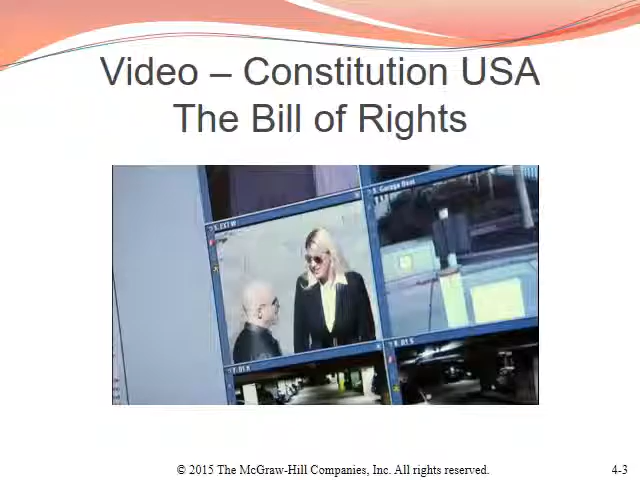 Video – Constitution USA
The Bill of Rights
© 2015 The McGraw-Hill Companies, Inc. All rights reserved.
4-3